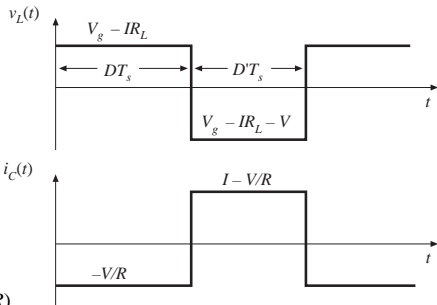 v_L(t)
V_g – IR_L
DT_s
D'T_s
t
V_g – IR_L – V
i_C(t)
I – V/R
t
–V/R
R)